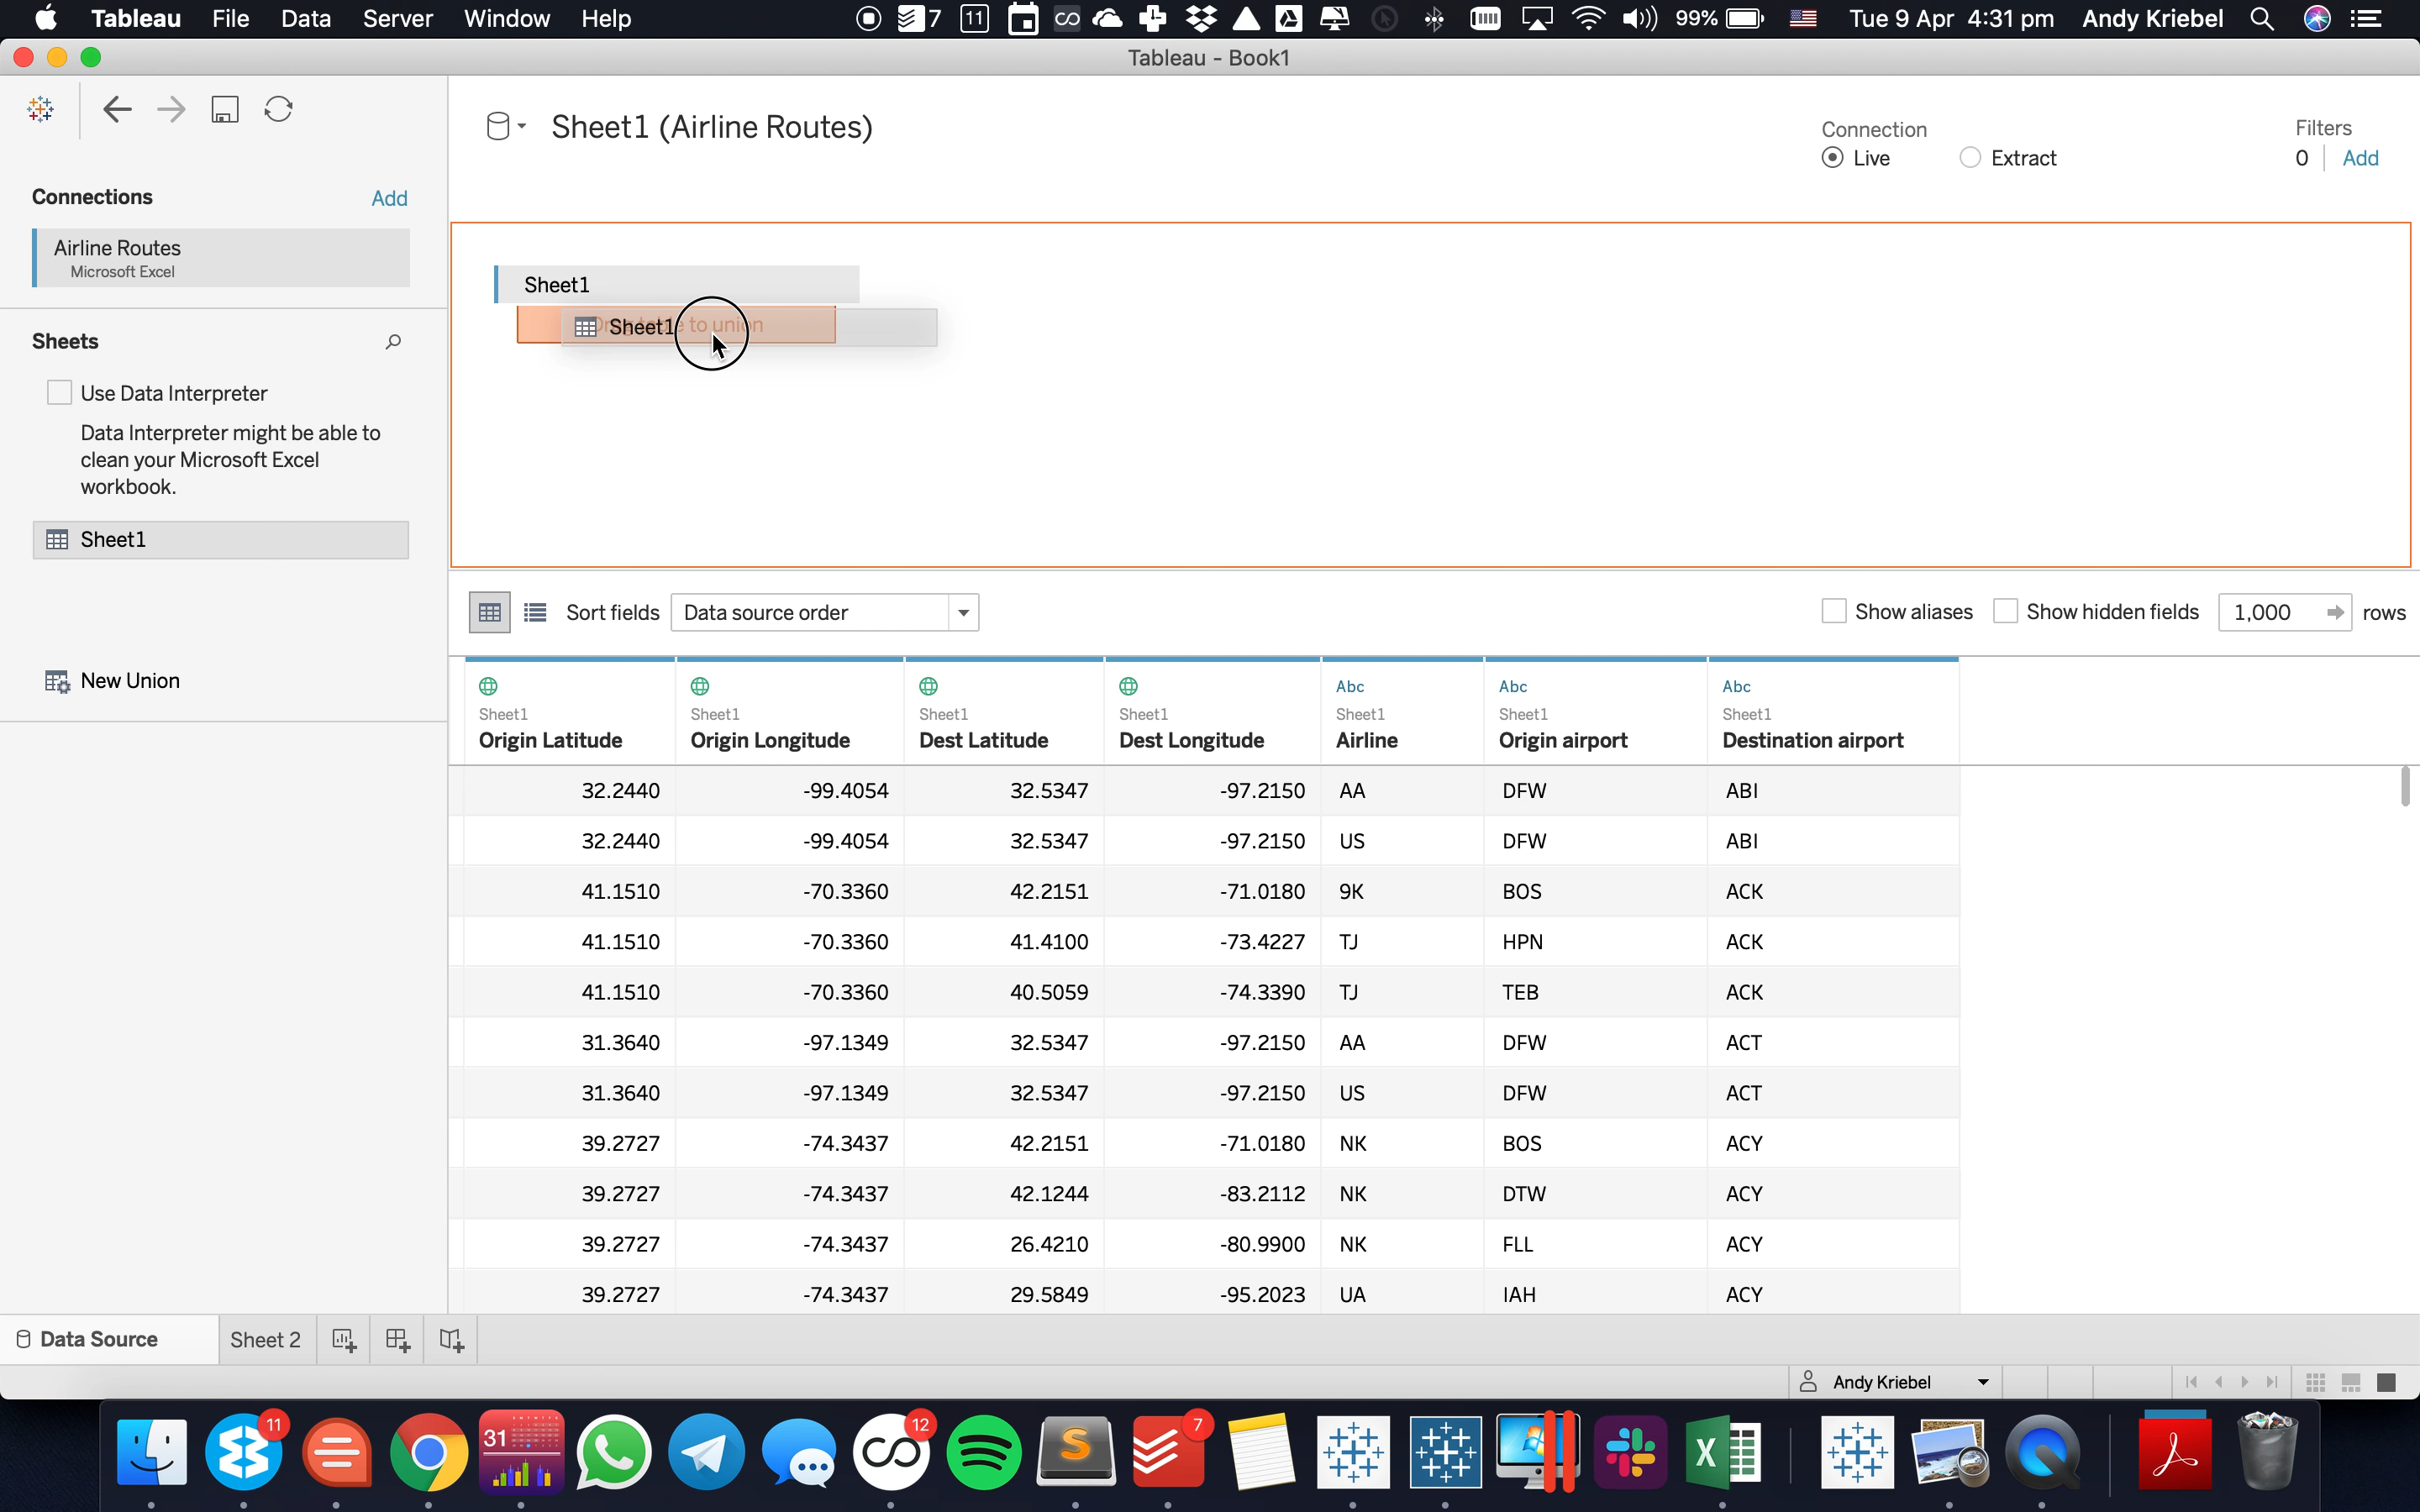 Tableau File Data Server Window Help 7 11 99% Tue 9 Apr 4:31 pm Andy Kriebel
Tableau - Book1
Sheet1 (Airline Routes)
Connection
Live Extract
Filters
0 Add
Connections Add
Airline Routes
Microsoft Excel
Sheets
Use Data Interpreter
Data Interpreter might be able to
clean your Microsoft Excel
workbook.
Sheet1
New Union
Sheet1
Sheet1 to union
Sort fields Data source order Show aliases Show hidden fields 1,000 rows
Abc Abc Abc
Sheet1 Sheet1 Sheet1 Sheet1 Sheet1 Sheet1 Sheet1
Origin Latitude Origin Longitude Dest Latitude Dest Longitude Airline Origin airport Destination airport
32.2440 -99.4054 32.5347 -97.2150 AA DFW ABI
32.2440 -99.4054 32.5347 -97.2150 US DFW ABI
41.1510 -70.3360 42.2151 -71.0180 9K BOS ACK
41.1510 -70.3360 41.4100 -73.4227 TJ HPN ACK
41.1510 -70.3360 40.5059 -74.3390 TJ TEB ACK
31.3640 -97.1349 32.5347 -97.2150 AA DFW ACT
31.3640 -97.1349 32.5347 -97.2150 US DFW ACT
39.2727 -74.3437 42.2151 -71.0180 NK BOS ACY
39.2727 -74.3437 42.1244 -83.2112 NK DTW ACY
39.2727 -74.3437 26.4210 -80.9900 NK FLL ACY
39.2727 -74.3437 29.5849 -95.2023 UA IAH ACY
Data Source Sheet 2
Andy Kriebel
11 31 12 7